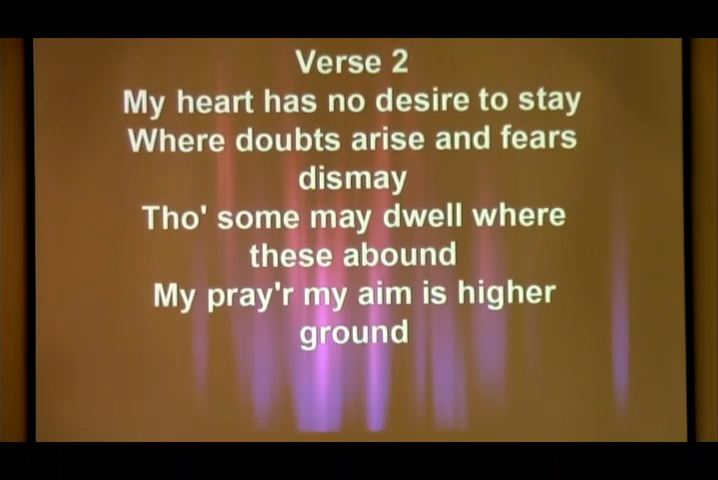 Verse 2
My heart has no desire to stay
Where doubts arise and fears
dismay
Tho' some may dwell where
these abound
My pray'r my aim is higher
ground